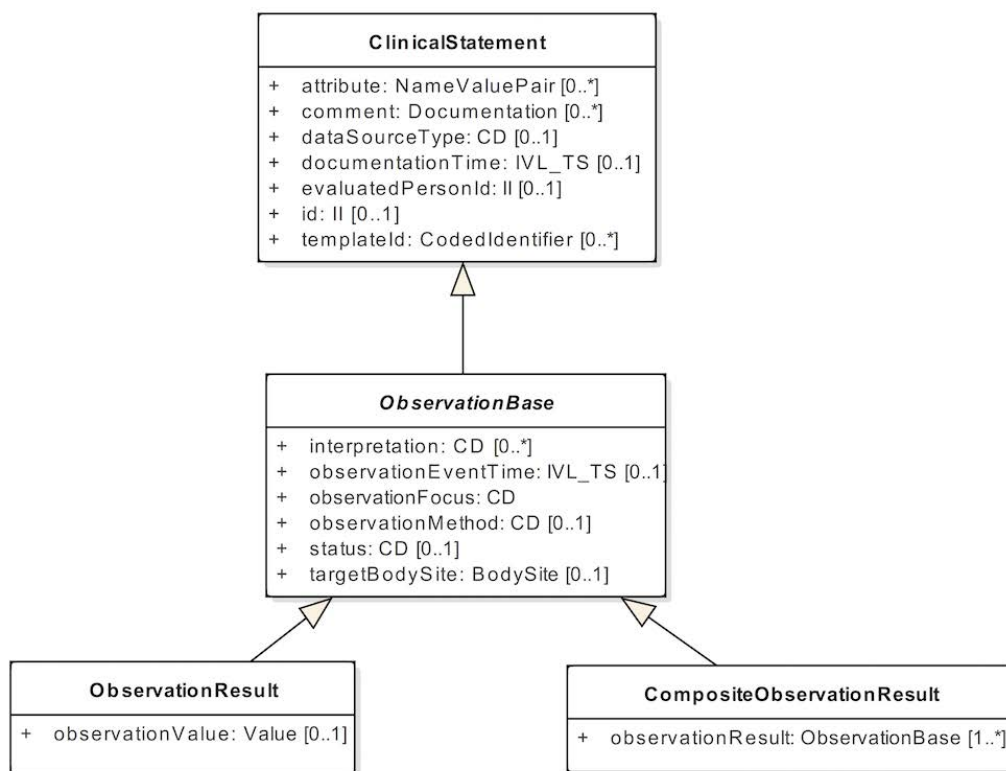 ClinicalStatement
+ attribute: NameValuePair [0..*]
+ comment: Documentation [0..*]
+ dataSourceType: CD [0..1]
+ documentationTime: IVL_TS [0..1]
+ evaluatedPersonId: II [0..1]
+ id: II [0..1]
+ templateId: CodedIdentifier [0..*]
ObservationBase
+ interpretation: CD [0..*]
+ observationEventTime: IVL_TS [0..1]
+ observationFocus: CD
+ observationMethod: CD [0..1]
+ status: CD [0..1]
+ targetBodySite: BodySite [0..1]
ObservationResult
+ observationValue: Value [0..1]
CompositeObservationResult
+ observationResult: ObservationBase [1..*]